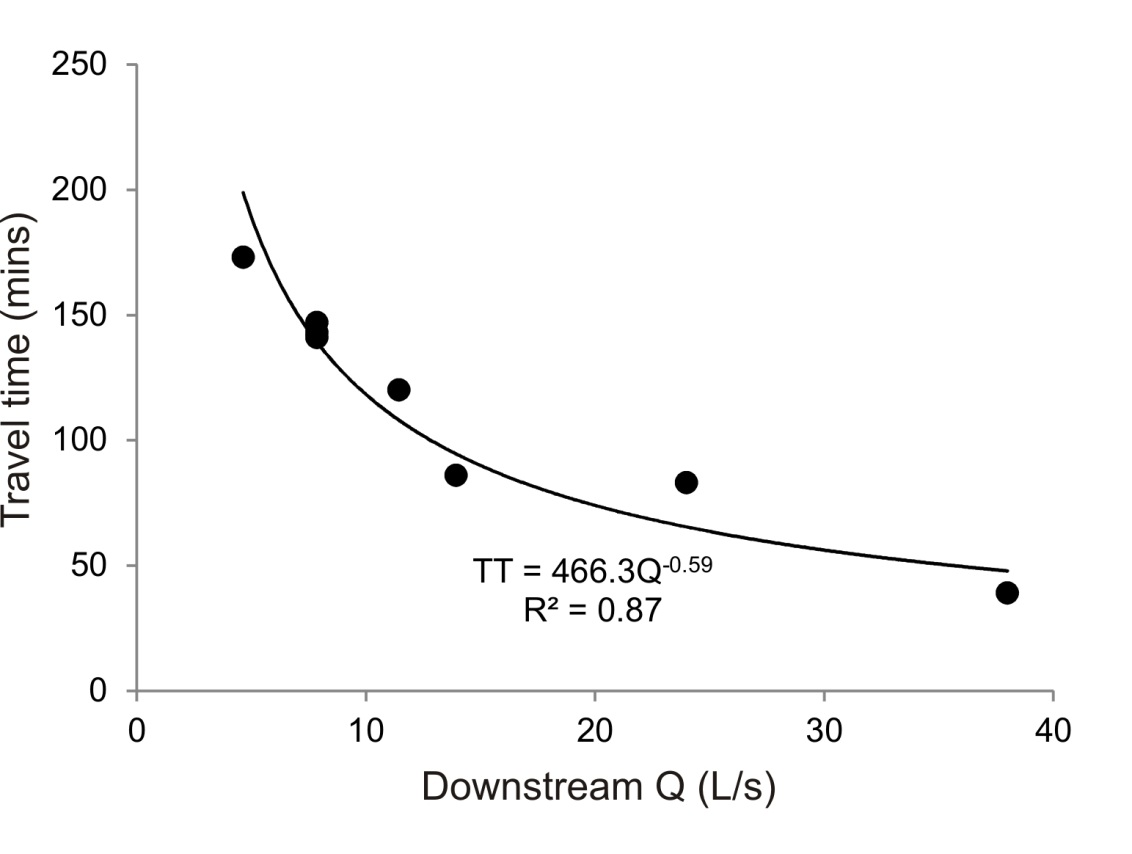 250
200
150
100
50
0
Travel time (mins)
TT = 466.3Q⁻⁰·⁵⁹
R² = 0.87
0 10 20 30 40
Downstream Q (L/s)